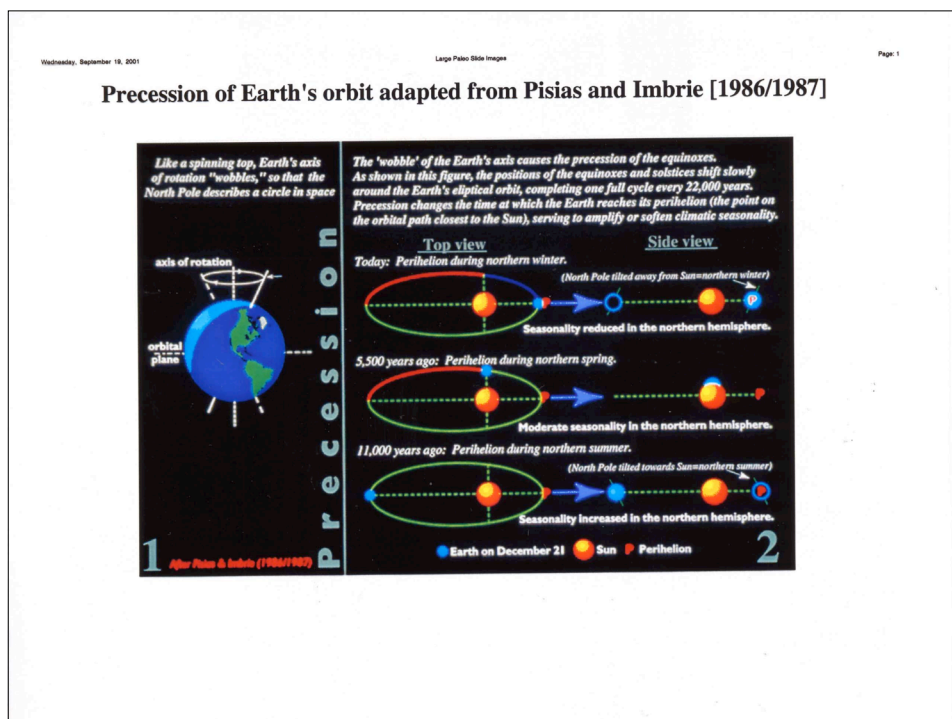 Wednesday, September 19, 2001
Large Paleo Slide Images
Page: 1
Precession of Earth's orbit adapted from Pisias and Imbrie [1986/1987]
Like a spinning top, Earth's axis
of rotation "wobbles," so that the
North Pole describes a circle in space
axis of rotation
orbital
plane
1
After Pisias & Imbrie (1986/1987)
Precession
The 'wobble' of the Earth's axis causes the precession of the equinoxes.
As shown in this figure, the positions of the equinoxes and solstices shift slowly
around the Earth's eliptical orbit, completing one full cycle every 22,000 years.
Precession changes the time at which the Earth reaches its perihelion (the point on
the orbital path closest to the Sun), serving to amplify or soften climatic seasonality.
Top view
Side view
Today: Perihelion during northern winter.
(North Pole tilted away from Sun=northern winter)
P
P
Seasonality reduced in the northern hemisphere.
5,500 years ago: Perihelion during northern spring.
P
P
Moderate seasonality in the northern hemisphere.
11,000 years ago: Perihelion during northern summer.
(North Pole tilted towards Sun=northern summer)
P
P
Seasonality increased in the northern hemisphere.
Earth on December 21
Sun
P Perihelion
2